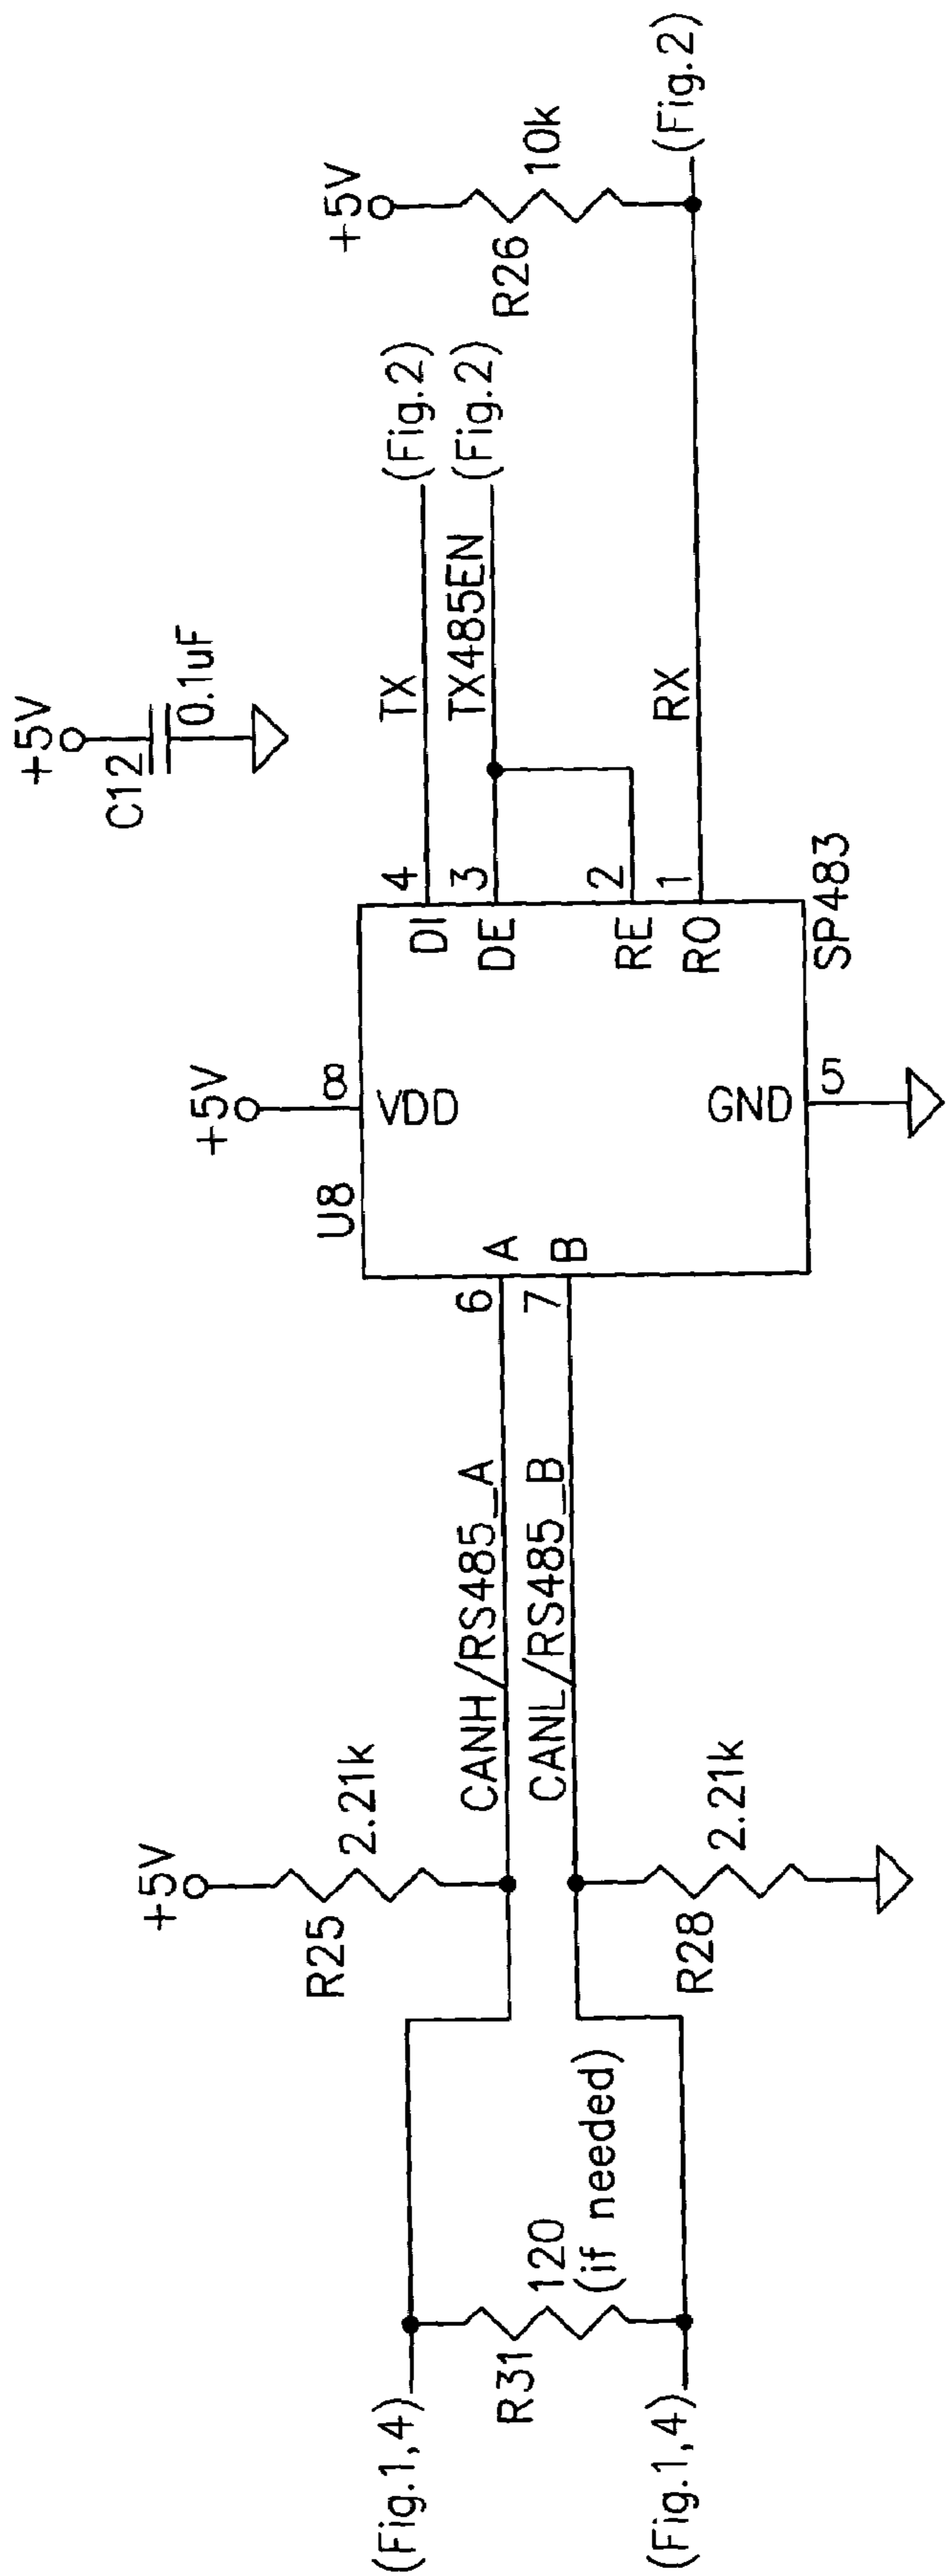 +5V
C12
0.1uF
+5V
+5V
+5V
U8
8
VDD
R25
2.21k
10k
R26
(Fig.1,4)
CANH/RS485_A
6
A
DI
4
TX
(Fig.2)
DE
3
TX485EN
(Fig.2)
R31
120
(if needed)
CANL/RS485_B
7
B
RE
2
(Fig.1,4)
R28
2.21k
GND
5
RO
1
RX
(Fig.2)
SP483